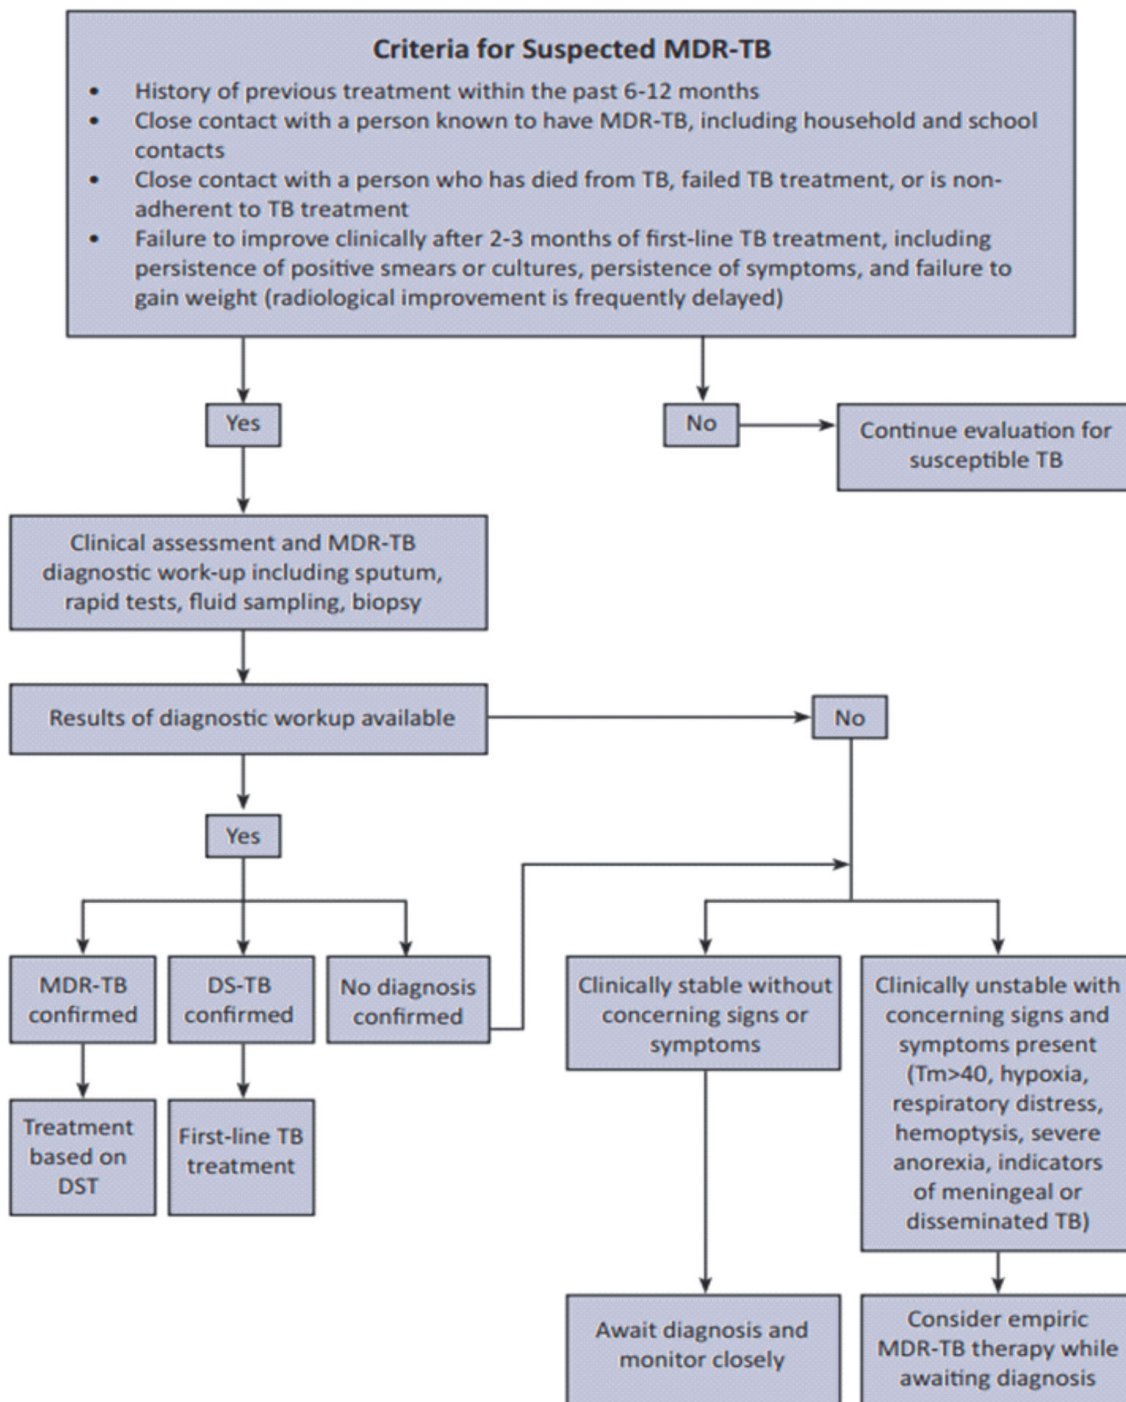 Criteria for Suspected MDR-TB
• History of previous treatment within the past 6-12 months
• Close contact with a person known to have MDR-TB, including household and school
contacts
• Close contact with a person who has died from TB, failed TB treatment, or is non-
adherent to TB treatment
• Failure to improve clinically after 2-3 months of first-line TB treatment, including
persistence of positive smears or cultures, persistence of symptoms, and failure to
gain weight (radiological improvement is frequently delayed)
Yes
No
Continue evaluation for
susceptible TB
Clinical assessment and MDR-TB
diagnostic work-up including sputum,
rapid tests, fluid sampling, biopsy
Results of diagnostic workup available
No
Yes
MDR-TB
confirmed
DS-TB
confirmed
No diagnosis
confirmed
Clinically stable without
concerning signs or
symptoms
Clinically unstable with
concerning signs and
symptoms present
(Tm>40, hypoxia,
respiratory distress,
hemoptysis, severe
anorexia, indicators
of meningeal or
disseminated TB)
Treatment
based on
DST
First-line TB
treatment
Await diagnosis and
monitor closely
Consider empiric
MDR-TB therapy while
awaiting diagnosis